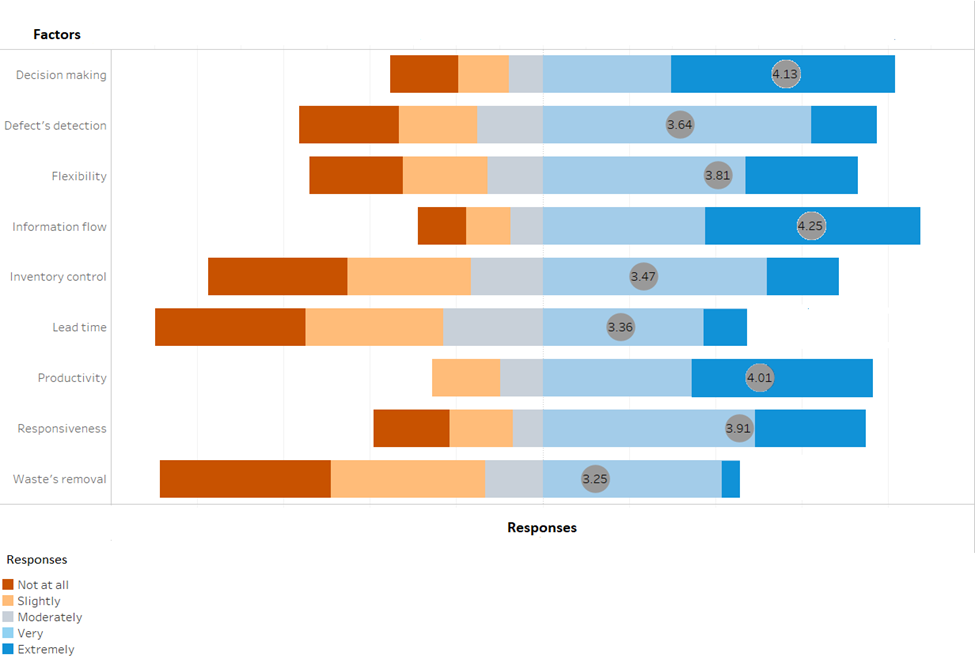 Factors
Decision making 4.13
Defect's detection 3.64
Flexibility 3.81
Information flow 4.25
Inventory control 3.47
Lead time 3.36
Productivity 4.01
Responsiveness 3.91
Waste's removal 3.25
Responses
Responses
Not at all
Slightly
Moderately
Very
Extremely